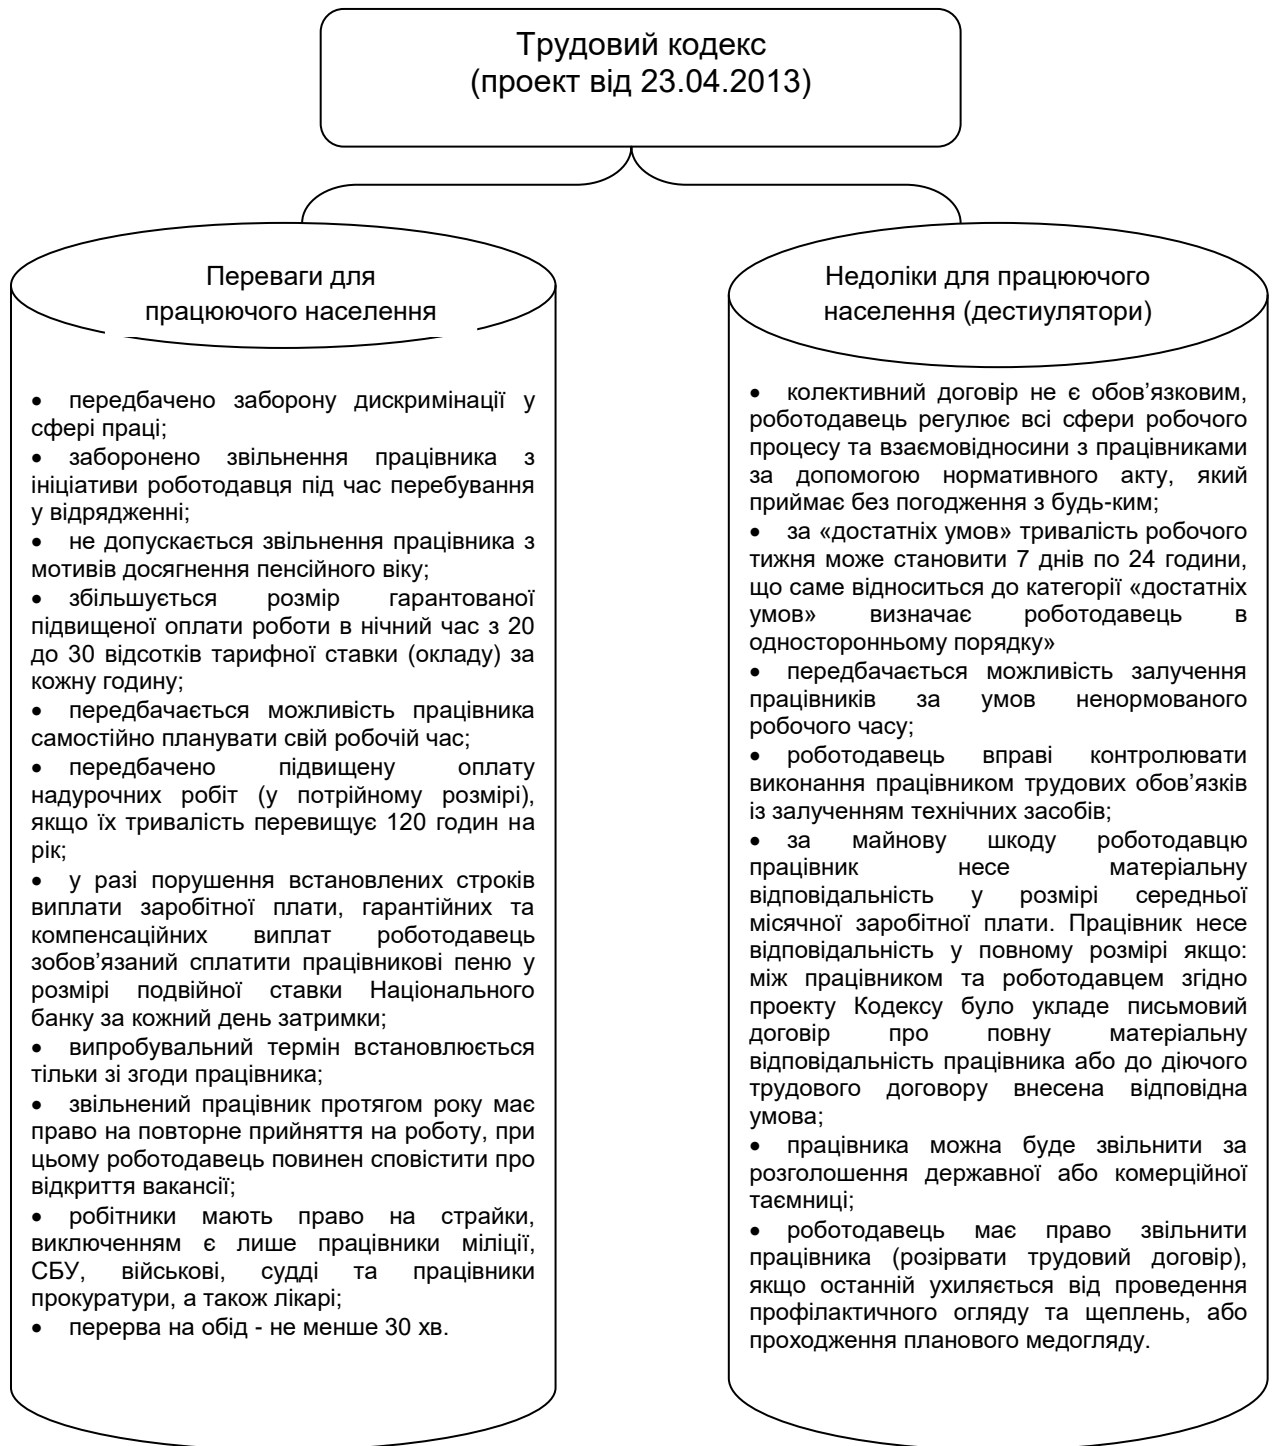 Трудовий кодекс
(проект від 23.04.2013)
Переваги для
працюючого населення
• передбачено заборону дискримінації у
сфері праці;
• заборонено звільнення працівника з
ініціативи роботодавця під час перебування
у відрядженні;
• не допускається звільнення працівника з
мотивів досягнення пенсійного віку;
• збільшується розмір гарантованої
підвищеної оплати роботи в нічний час з 20
до 30 відсотків тарифної ставки (окладу) за
кожну годину;
• передбачається можливість працівника
самостійно планувати свій робочій час;
• передбачено підвищену оплату
надурочних робіт (у потрійному розмірі),
якщо їх тривалість перевищує 120 годин на
рік;
• у разі порушення встановлених строків
виплати заробітної плати, гарантійних та
компенсаційних виплат роботодавець
зобов’язаний сплатити працівникові пеню у
розмірі подвійної ставки Національного
банку за кожний день затримки;
• випробувальний термін встановлюється
тільки зі згоди працівника;
• звільнений працівник протягом року має
право на повторне прийняття на роботу, при
цьому роботодавець повинен сповістити про
відкриття вакансії;
• робітники мають право на страйки,
виключенням є лише працівники міліції,
СБУ, військові, судді та працівники
прокуратури, а також лікарі;
• перерва на обід - не менше 30 хв.
Недоліки для працюючого
населення (дестиулятори)
• колективний договір не є обов’язковим,
роботодавець регулює всі сфери робочого
процесу та взаємовідносини з працівниками
за допомогою нормативного акту, який
приймає без погодження з будь-ким;
• за «достатніх умов» тривалість робочого
тижня може становити 7 днів по 24 години,
що саме відноситься до категорії «достатніх
умов» визначає роботодавець в
односторонньому порядку»
• передбачається можливість залучення
працівників за умов ненормованого
робочого часу;
• роботодавець вправі контролювати
виконання працівником трудових обов’язків
із залученням технічних засобів;
• за майнову шкоду роботодавцю
працівник несе матеріальну
відповідальність у розмірі середньої
місячної заробітної плати. Працівник несе
відповідальність у повному розмірі якщо:
між працівником та роботодавцем згідно
проекту Кодексу було укладе письмовий
договір про повну матеріальну
відповідальність працівника або до діючого
трудового договору внесена відповідна
умова;
• працівника можна буде звільнити за
розголошення державної або комерційної
таємниці;
• роботодавець має право звільнити
працівника (розірвати трудовий договір),
якщо останній ухиляється від проведення
профілактичного огляду та щеплень, або
проходження планового медогляду.